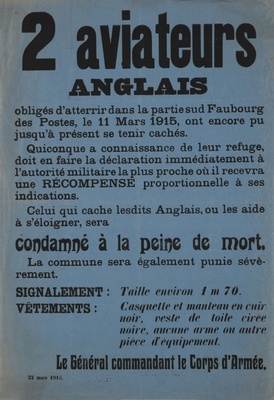 2 aviateurs
ANGLAIS
obligés d'atterrir dans la partie sud Faubourg
des Postes, le 11 Mars 1915, ont encore pu
jusqu'à présent se tenir cachés.
Quiconque a connaissance de leur refuge,
doit en faire la déclaration immédiatement à
l'autorité militaire la plus proche où il recevra
une RÉCOMPENSE proportionnelle à ses
indications.
Celui qui cache lesdits Anglais, ou les aide
à s'éloigner, sera
condamné à la peine de mort.
La commune sera également punie sévè-
rement.
SIGNALEMENT : Taille environ 1 m 70.
VÊTEMENTS : Casquette et manteau en cuir
noir, veste de toile cirée
noire, aucune arme ou autre
pièce d'équipement.
Le Général commandant le Corps d'Armée.
22 mars 1915.